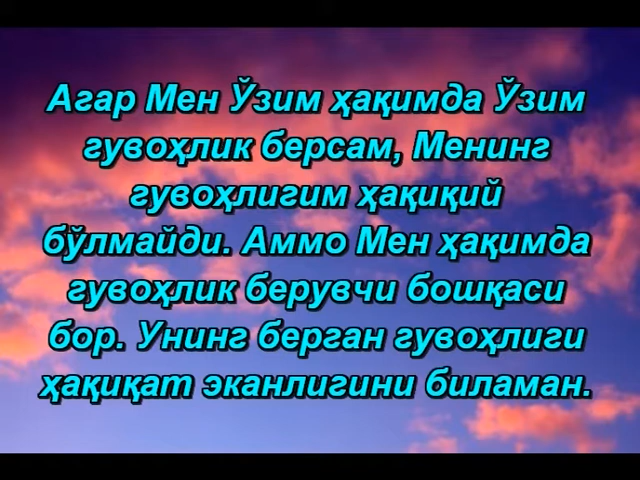 Агар Мен Ўзим ҳақимда Ўзим
гувоҳлик берсам, Менинг
гувоҳлигим ҳақиқий
бўлмайди. Аммо Мен ҳақимда
гувоҳлик берувчи бошқаси
бор. Унинг берган гувоҳлиги
ҳақиқат эканлигини биламан.